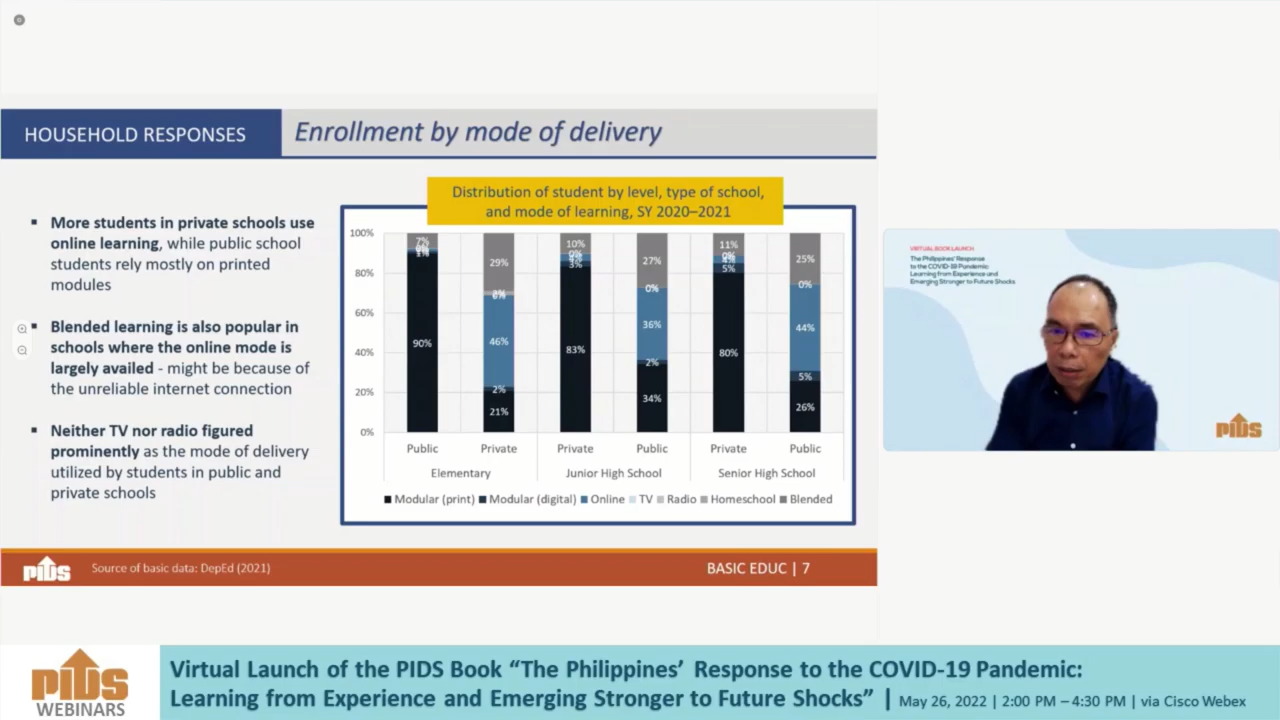 HOUSEHOLD RESPONSES
Enrollment by mode of delivery
▪ More students in private schools use
online learning, while public school
students rely mostly on printed
modules
▪ Blended learning is also popular in
schools where the online mode is
largely availed - might be because of
the unreliable internet connection
▪ Neither TV nor radio figured
prominently as the mode of delivery
utilized by students in public and
private schools
Distribution of student by level, type of school,
and mode of learning, SY 2020–2021
100%
80%
60%
40%
20%
0%
7%
90%
29%
46%
2%
21%
10%
3%
83%
27%
0%
36%
2%
34%
11%
5%
80%
25%
0%
44%
5%
26%
Public Private Private Public Private Public
Elementary Junior High School Senior High School
Modular (print) Modular (digital) Online TV Radio Homeschool Blended
PIDS
Source of basic data: DepEd (2021)
BASIC EDUC | 7
VIRTUAL BOOK LAUNCH
The Philippines' Response
to the COVID-19 Pandemic:
Learning from Experience and
Emerging Stronger to Future Shocks
PIDS
PIDS
WEBINARS
Virtual Launch of the PIDS Book “The Philippines’ Response to the COVID-19 Pandemic:
Learning from Experience and Emerging Stronger to Future Shocks” | May 26, 2022 | 2:00 PM – 4:30 PM | via Cisco Webex